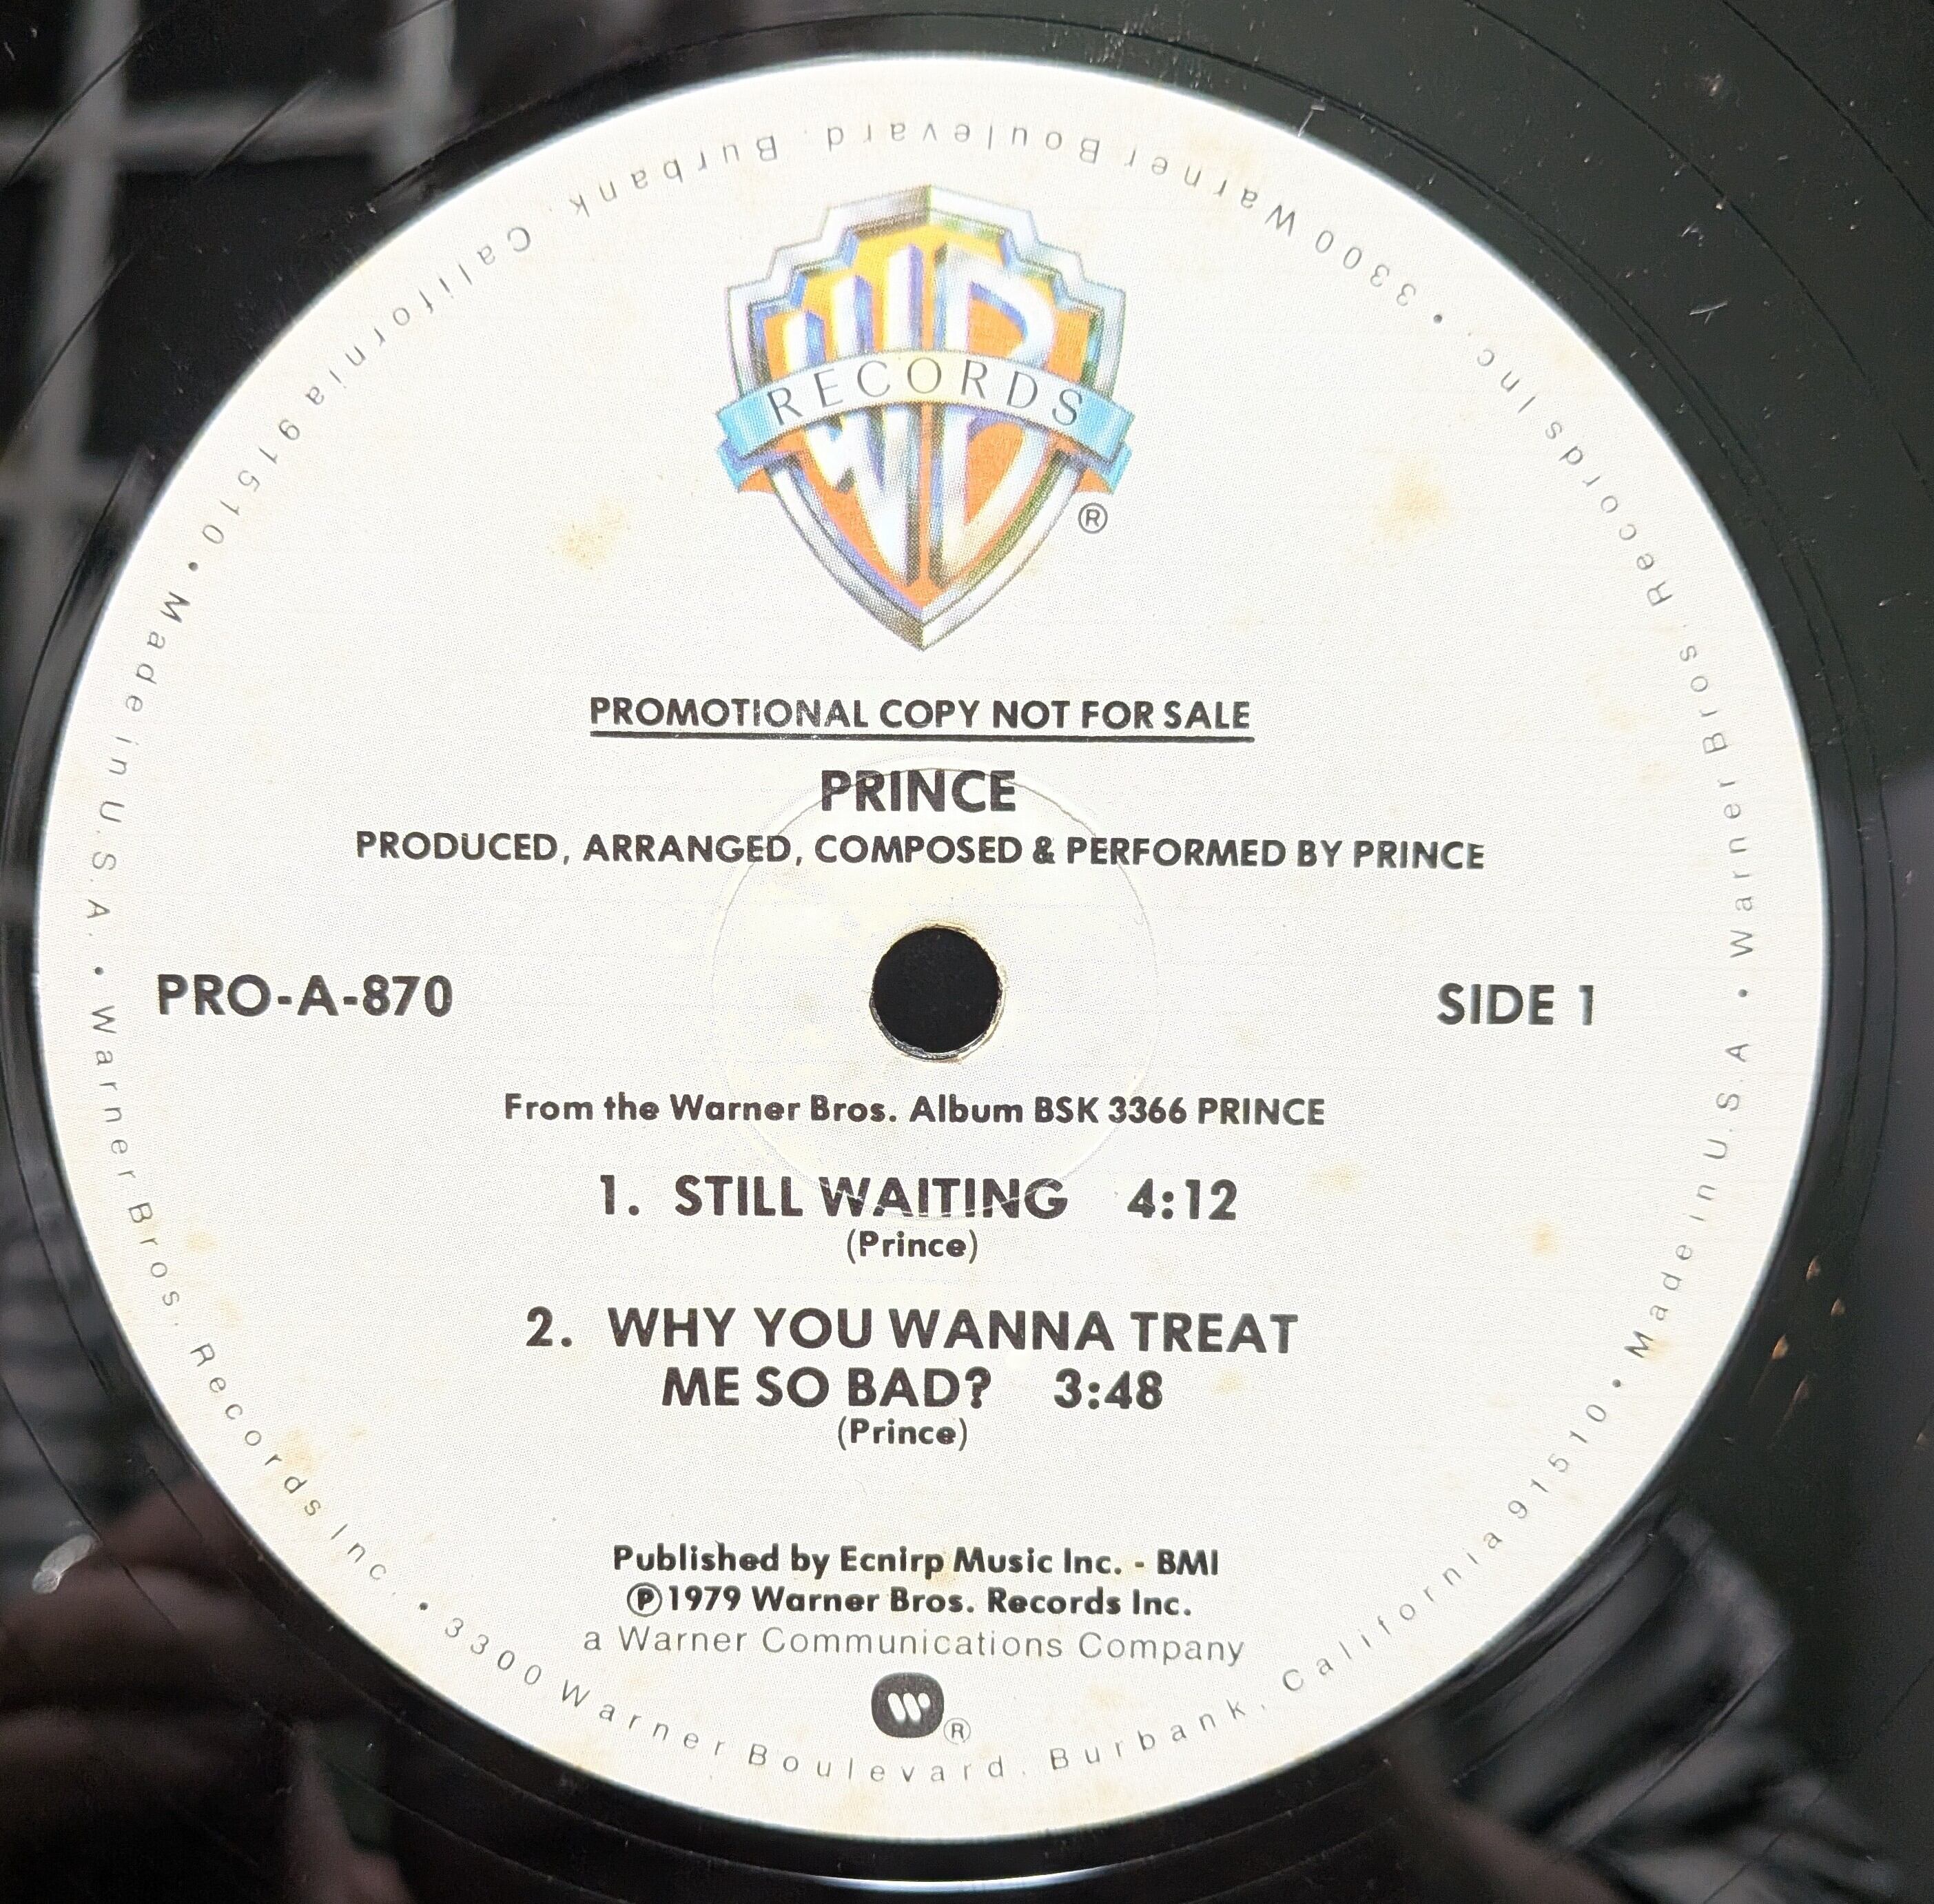 WB
RECORDS
®
PROMOTIONAL COPY NOT FOR SALE
PRINCE
PRODUCED, ARRANGED, COMPOSED & PERFORMED BY PRINCE
PRO-A-870
SIDE 1
From the Warner Bros. Album BSK 3366 PRINCE
1. STILL WAITING 4:12
(Prince)
2. WHY YOU WANNA TREAT
ME SO BAD? 3:48
(Prince)
Published by Ecnirp Music Inc. - BMI
Ⓟ1979 Warner Bros. Records Inc.
a Warner Communications Company
W®
Warner Bros. Records Inc. • 3300 Warner Boulevard. Burbank, California 91510 • Made in U.S.A. •
Warner Bros. Records Inc. • 3300 Warner Boulevard. Burbank. California 91510 • Made in U.S.A. •